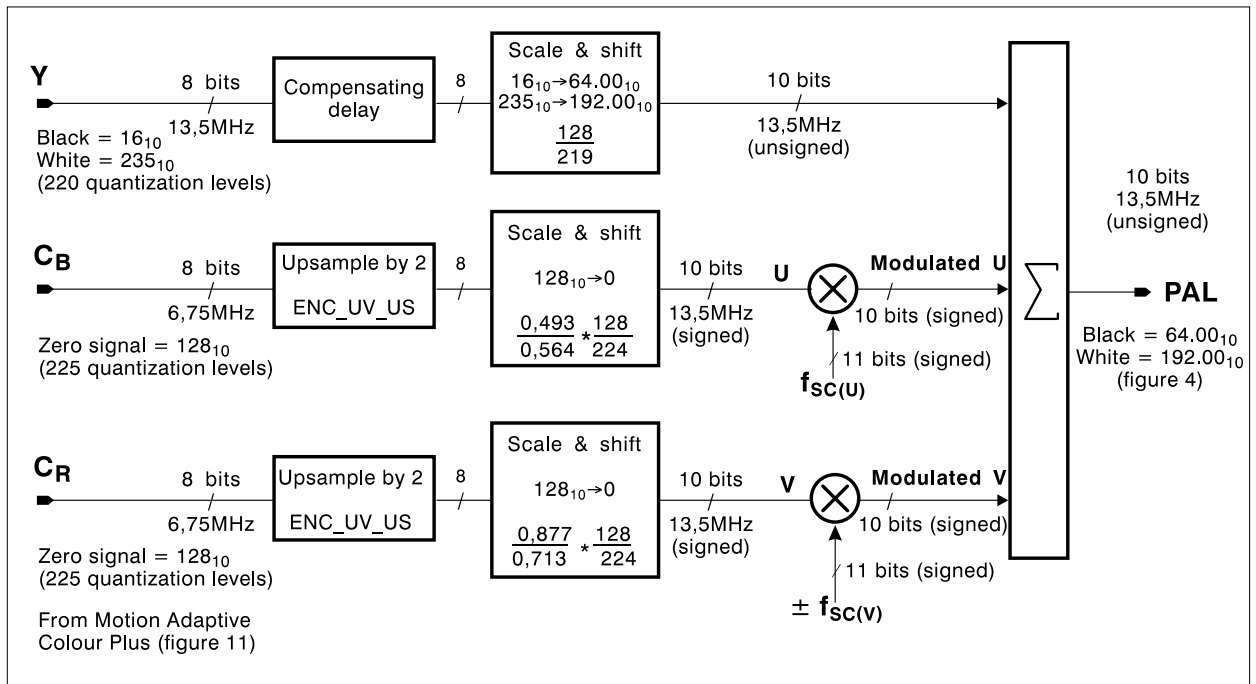 Y
8 bits
13,5MHz
Black = 16₁₀
White = 235₁₀
(220 quantization levels)
Compensating
delay
8
Scale & shift
16₁₀→64.00₁₀
235₁₀→192.00₁₀
128
219
10 bits
13,5MHz
(unsigned)
C_B
8 bits
6,75MHz
Zero signal = 128₁₀
(225 quantization levels)
Upsample by 2
ENC_UV_US
8
Scale & shift
128₁₀→0
0,493 128
0,564 * 224
10 bits
13,5MHz
(signed)
U
Modulated U
10 bits (signed)
11 bits (signed)
f_SC(U)
C_R
8 bits
6,75MHz
Zero signal = 128₁₀
(225 quantization levels)
From Motion Adaptive
Colour Plus (figure 11)
Upsample by 2
ENC_UV_US
8
Scale & shift
128₁₀→0
0,877 128
0,713 * 224
10 bits
13,5MHz
(signed)
V
Modulated V
10 bits (signed)
11 bits (signed)
± f_SC(V)
Σ
10 bits
13,5MHz
(unsigned)
PAL
Black = 64.00₁₀
White = 192.00₁₀
(figure 4)